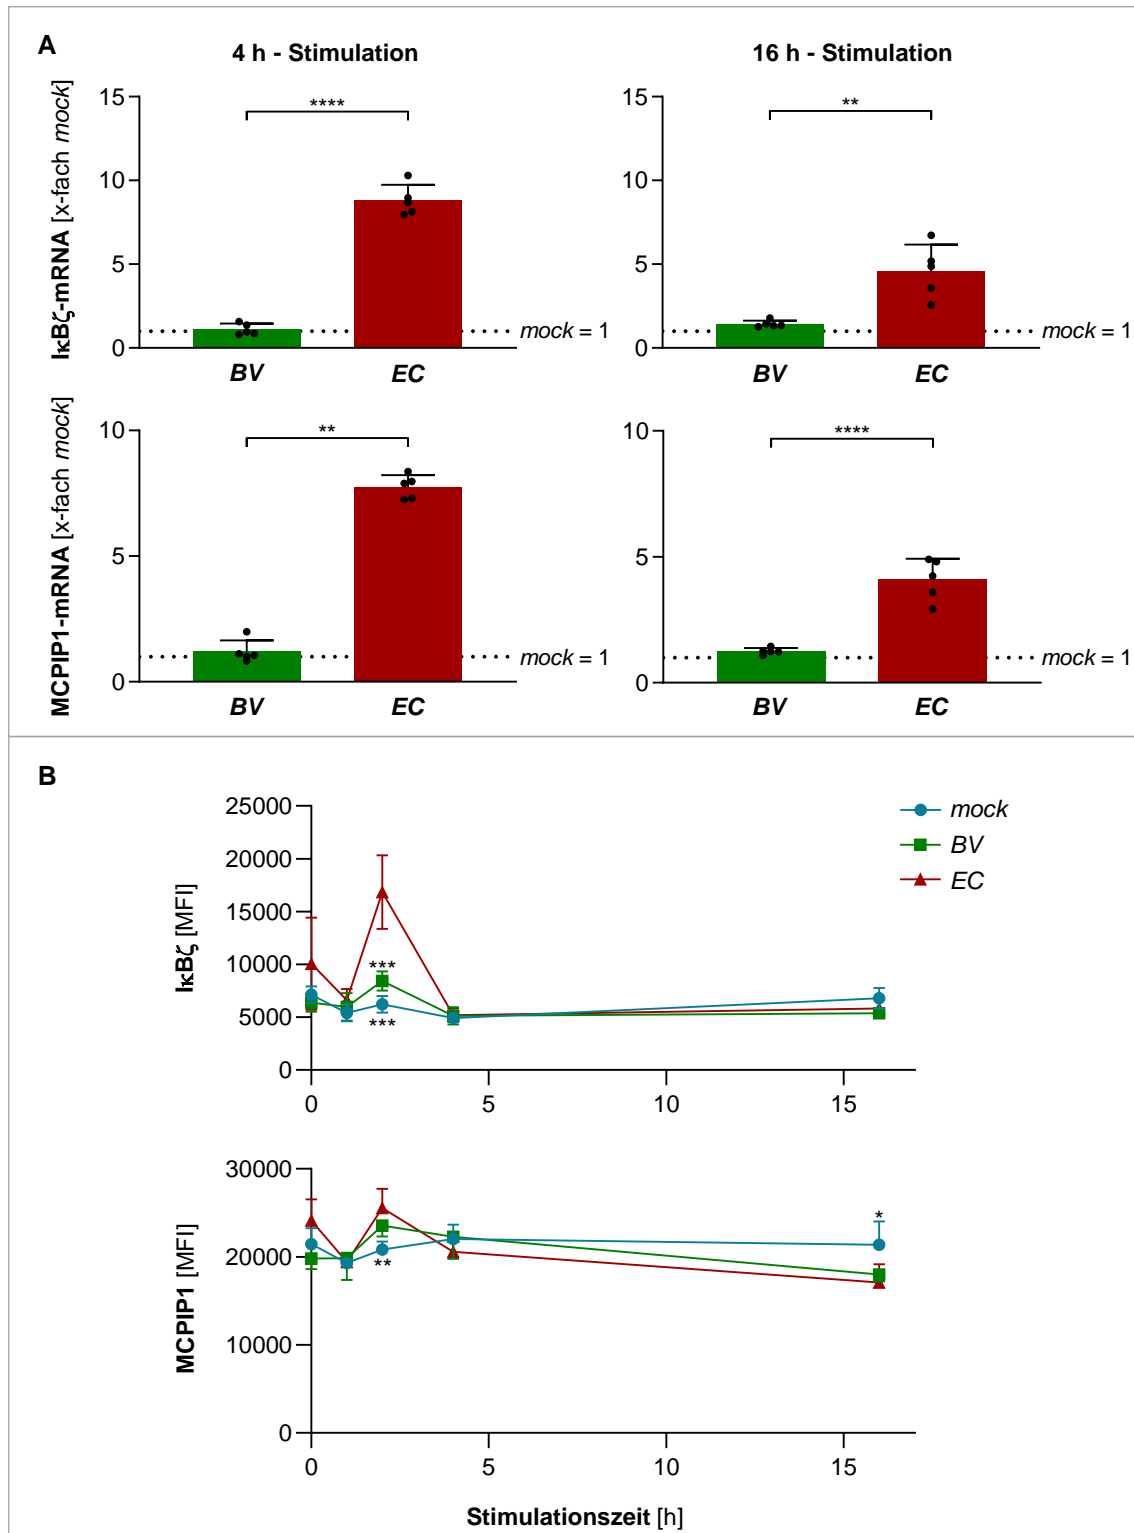 A
4 h - Stimulation
16 h - Stimulation
IκBζ-mRNA [x-fach mock]
15
10
5
0
****
mock = 1
BV
EC
15
10
5
0
**
mock = 1
BV
EC
MCPIP1-mRNA [x-fach mock]
10
5
0
**
mock = 1
BV
EC
10
5
0
****
mock = 1
BV
EC
B
IκBζ [MFI]
25000
20000
15000
10000
5000
0
***
***
0
5
10
15
mock
BV
EC
MCPIP1 [MFI]
30000
20000
10000
0
**
*
0
5
10
15
Stimulationszeit [h]